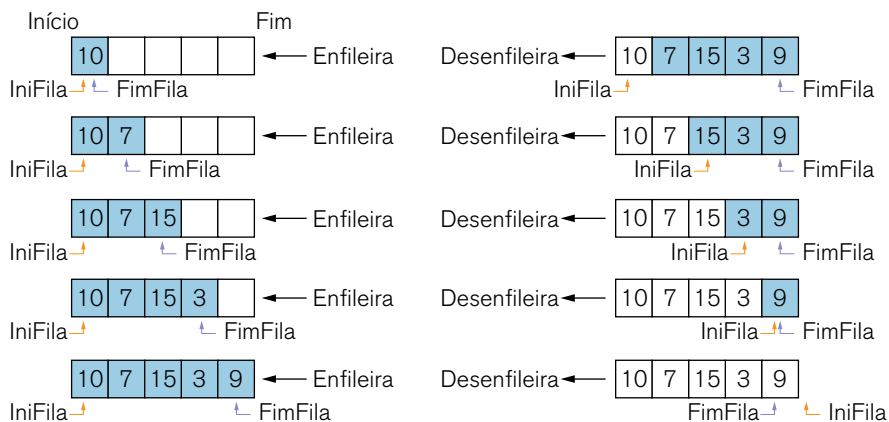 Início Fim
10 Enfileira
IniFila FimFila
10 7 Enfileira
IniFila FimFila
10 7 15 Enfileira
IniFila FimFila
10 7 15 3 Enfileira
IniFila FimFila
10 7 15 3 9 Enfileira
IniFila FimFila
Desenfileira 10 7 15 3 9
IniFila FimFila
Desenfileira 10 7 15 3 9
IniFila FimFila
Desenfileira 10 7 15 3 9
IniFila FimFila
Desenfileira 10 7 15 3 9
IniFila FimFila
Desenfileira 10 7 15 3 9
FimFila IniFila